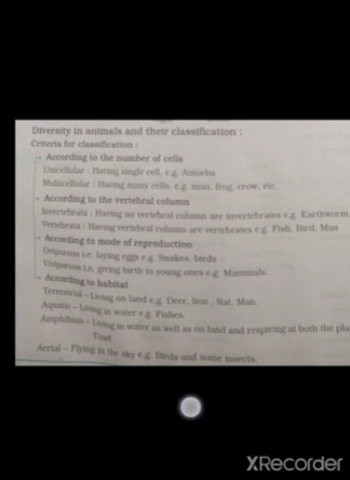 Diversity in animals and their classification :
Criteria for classification :
According to the number of cells
Unicellular : Having single cell. e.g. Amoeba
Multicellular : Having many cells. e.g. man, frog, crow, etc.
According to the vertebral column
Invertebrata : Having no vertebral column are invertebrates e.g. Earthworm,
Vertebrata : Having vertebral column are vertebrates e.g. Fish, Bird, Man
According to mode of reproduction
Oviparous i.e. laying eggs e.g. Snakes, birds
Viviparous i.e. giving birth to young ones e.g. Mammals.
According to habitat
Terrestrial – Living on land e.g. Deer, lion , Rat, Man.
Aquatic – Living in water e.g. Fishes.
Amphibian – Living in water as well as on land and respiring at both the pla
Toad
Aerial – Flying in the sky e.g. Birds and some insects.
XRecorder